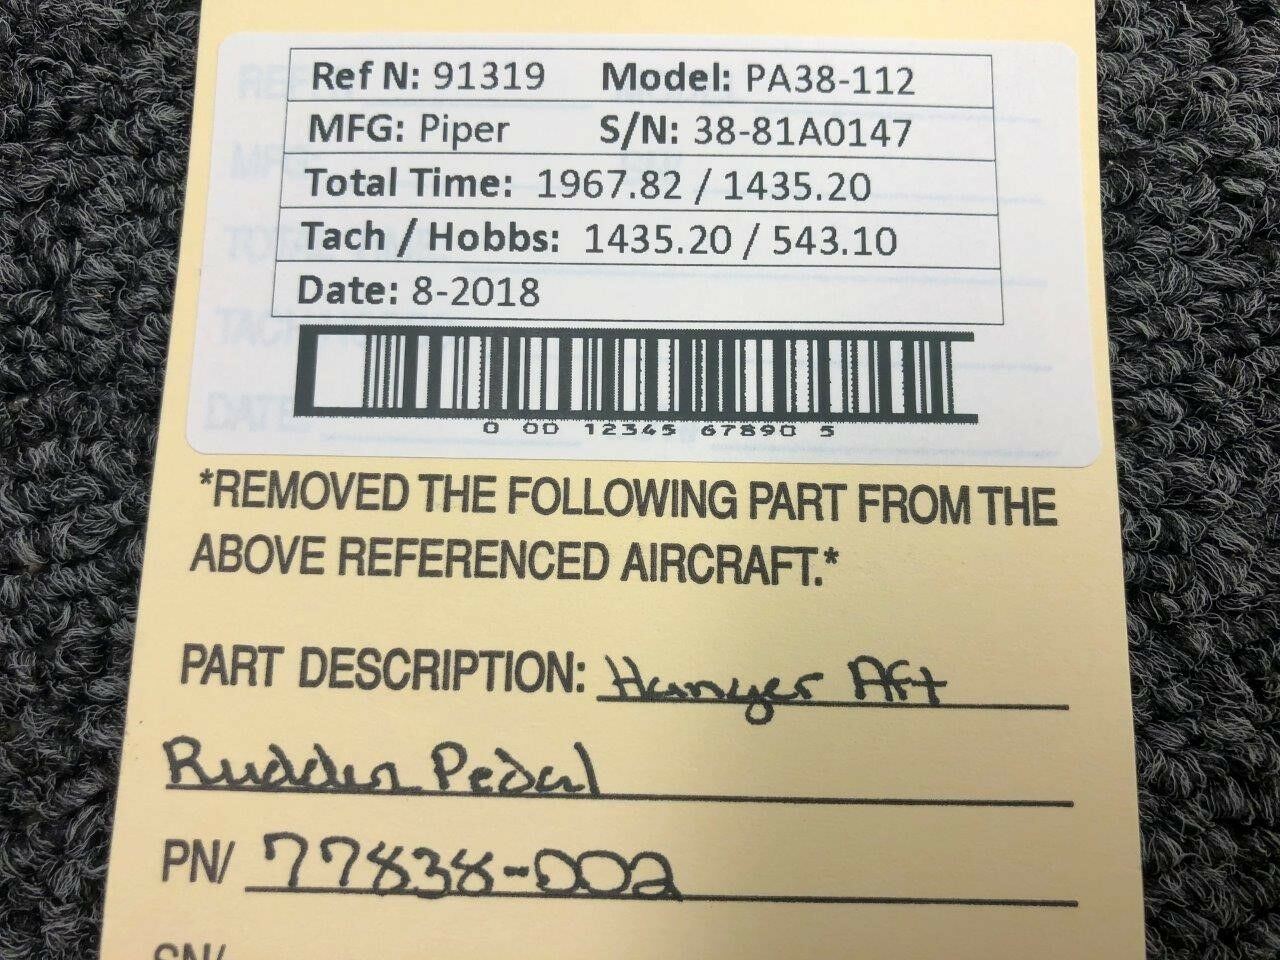 Ref N: 91319 Model: PA38-112
MFG: Piper S/N: 38-81A0147
Total Time: 1967.82 / 1435.20
Tach / Hobbs: 1435.20 / 543.10
Date: 8-2018
0 00 12345 67890 5
*REMOVED THE FOLLOWING PART FROM THE
ABOVE REFERENCED AIRCRAFT.*
PART DESCRIPTION: Hanger Aft
Rudder Pedal
PN/ 77838-002
SN/